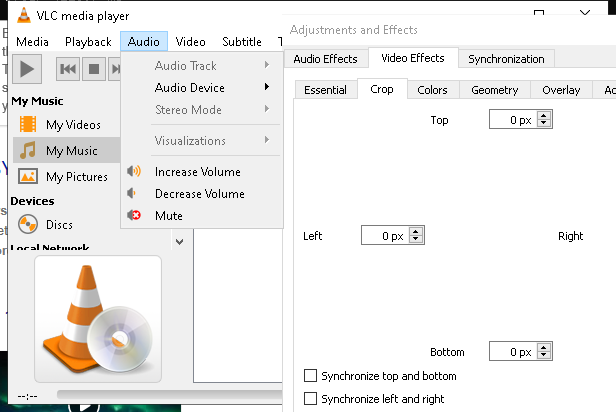 VLC media player
Media Playback Audio Video Subtitle T
Audio Track
Audio Device
Stereo Mode
Visualizations
Increase Volume
Decrease Volume
Mute
My Music
My Videos
My Music
My Pictures
Devices
Discs
Local Network
--:--
Adjustments and Effects
Audio Effects Video Effects Synchronization
Essential Crop Colors Geometry Overlay
Top 0 px
Left 0 px Right
Bottom 0 px
Synchronize top and bottom
Synchronize left and right